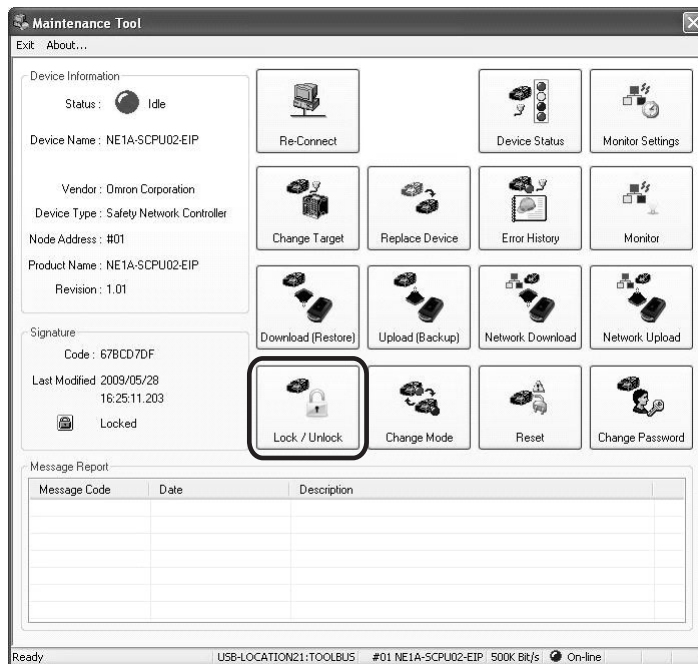 Maintenance Tool
Exit About...
Device Information
Status : Idle
Device Name : NE1A-SCPU02-EIP
Vendor : Omron Corporation
Device Type : Safety Network Controller
Node Address : #01
Product Name : NE1A-SCPU02-EIP
Revision : 1.01
Signature
Code : 67BCD7DF
Last Modified 2009/05/28
16:25:11.203
Locked
Re-Connect
Device Status
Monitor Settings
Change Target
Replace Device
Error History
Monitor
Download (Restore)
Upload (Backup)
Network Download
Network Upload
Lock / Unlock
Change Mode
Reset
Change Password
Message Report
Message Code Date Description
Ready USB-LOCATION21:TOOLBUS #01 NE1A-SCPU02-EIP 500K Bit/s On-line